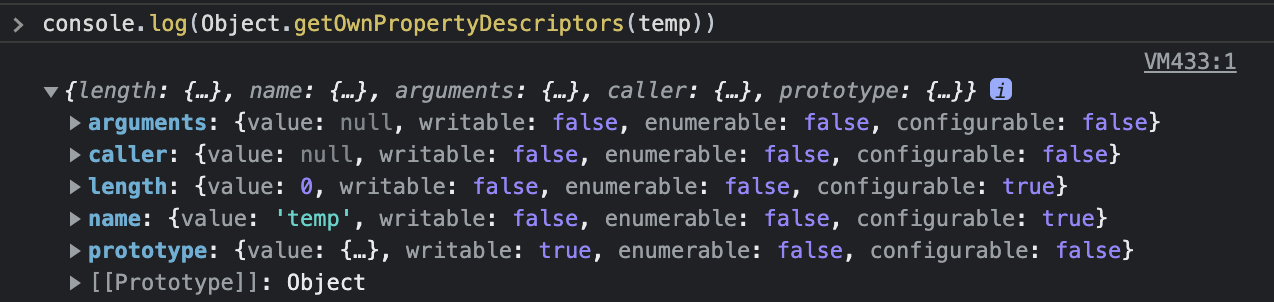 > console.log(Object.getOwnPropertyDescriptors(temp))
VM433:1
▼{length: {…}, name: {…}, arguments: {…}, caller: {…}, prototype: {…}} i
▶arguments: {value: null, writable: false, enumerable: false, configurable: false}
▶caller: {value: null, writable: false, enumerable: false, configurable: false}
▶length: {value: 0, writable: false, enumerable: false, configurable: true}
▶name: {value: 'temp', writable: false, enumerable: false, configurable: true}
▶prototype: {value: {…}, writable: true, enumerable: false, configurable: false}
▶[[Prototype]]: Object